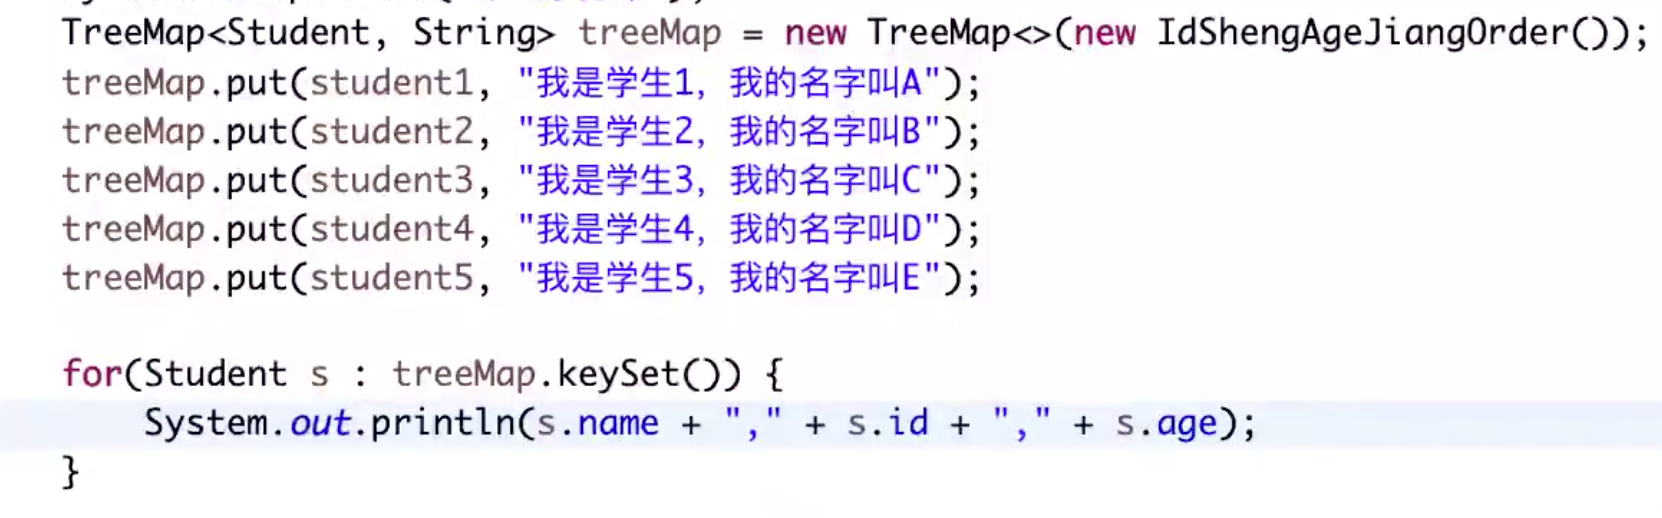 TreeMap<Student, String> treeMap = new TreeMap<>(new IdShengAgeJiangOrder());
treeMap.put(student1, "我是学生1，我的名字叫A");
treeMap.put(student2, "我是学生2，我的名字叫B");
treeMap.put(student3, "我是学生3，我的名字叫C");
treeMap.put(student4, "我是学生4，我的名字叫D");
treeMap.put(student5, "我是学生5，我的名字叫E");
for(Student s : treeMap.keySet()) {
System.out.println(s.name + "," + s.id + "," + s.age);
}